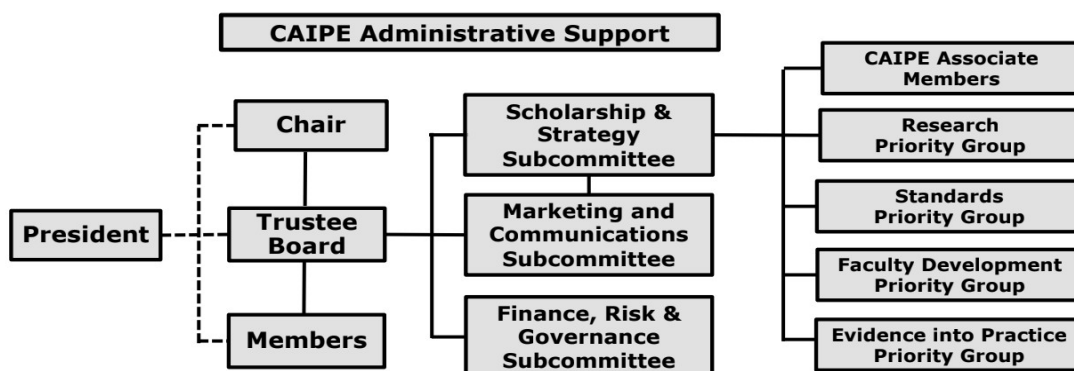 CAIPE Administrative Support
President
Chair
Trustee
Board
Members
Scholarship &
Strategy
Subcommittee
Marketing and
Communications
Subcommittee
Finance, Risk &
Governance
Subcommittee
CAIPE Associate
Members
Research
Priority Group
Standards
Priority Group
Faculty Development
Priority Group
Evidence into Practice
Priority Group